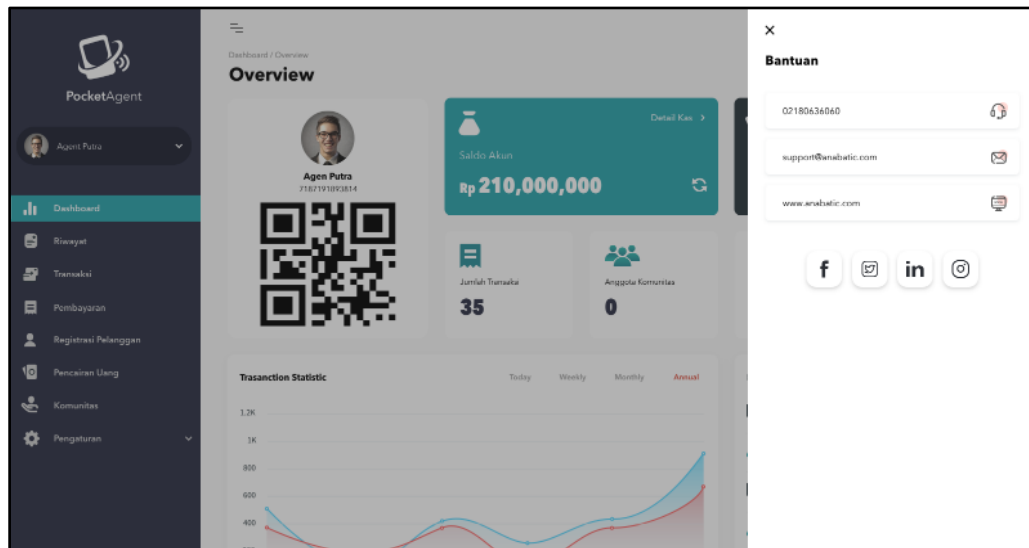 PocketAgent
Agent Putra
Dashboard
Riwayat
Transaksi
Pembayaran
Registrasi Pelanggan
Pencairan Uang
Komunitas
Pengaturan
Dashboard / Overview
Overview
Agen Putra
7187191893814
Detail Kas
Saldo Akun
Rp 210,000,000
Jumlah Transaksi
35
Anggota Komunitas
0
Trasanction Statistic
Today Weekly Monthly Annual
1.2K
1K
800
600
400
Bantuan
02180636060
support@anabatic.com
www.anabatic.com